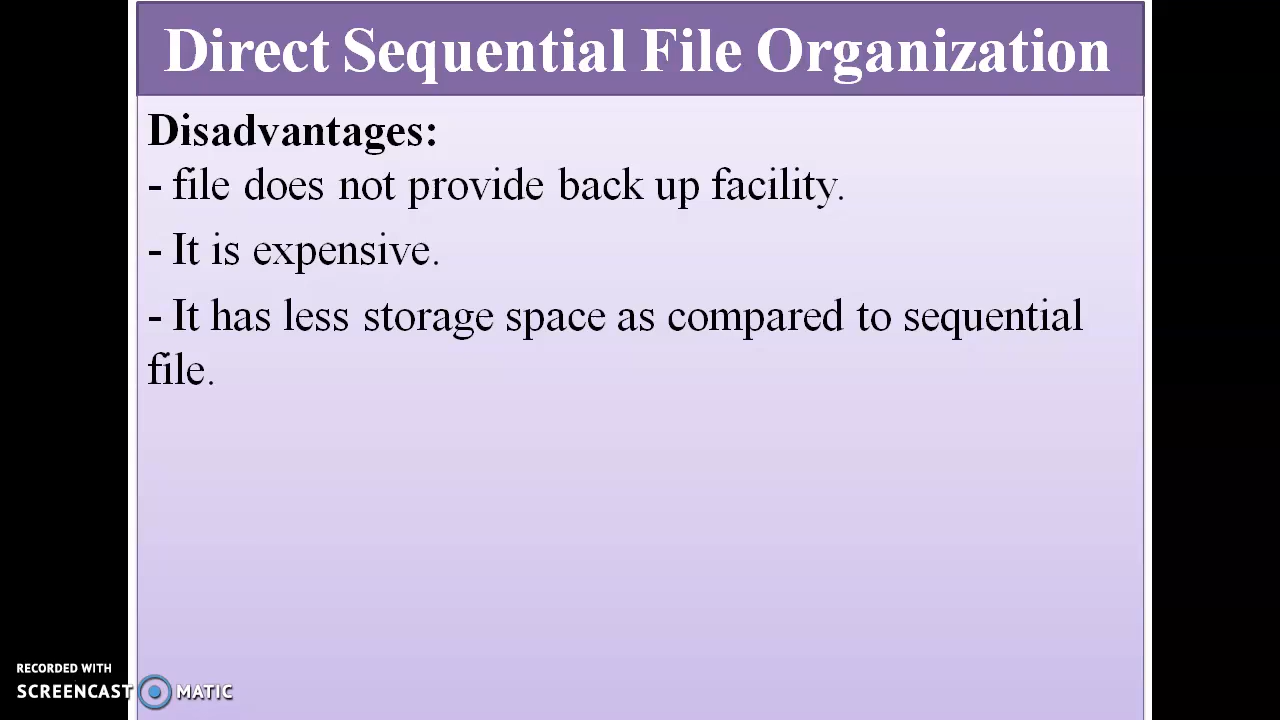 Direct Sequential File Organization
Disadvantages:
- file does not provide back up facility.
- It is expensive.
- It has less storage space as compared to sequential
file.
RECORDED WITH
SCREENCAST MATIC